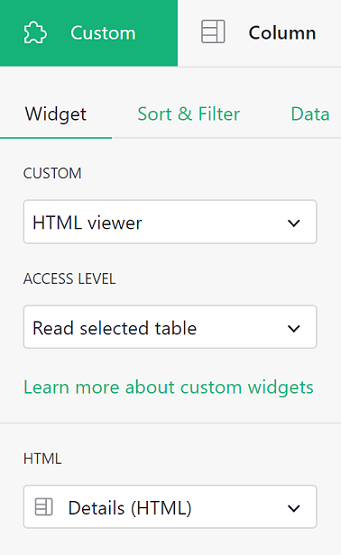 Custom
Column
Widget
Sort & Filter
Data
CUSTOM
HTML viewer
ACCESS LEVEL
Read selected table
Learn more about custom widgets
HTML
Details (HTML)